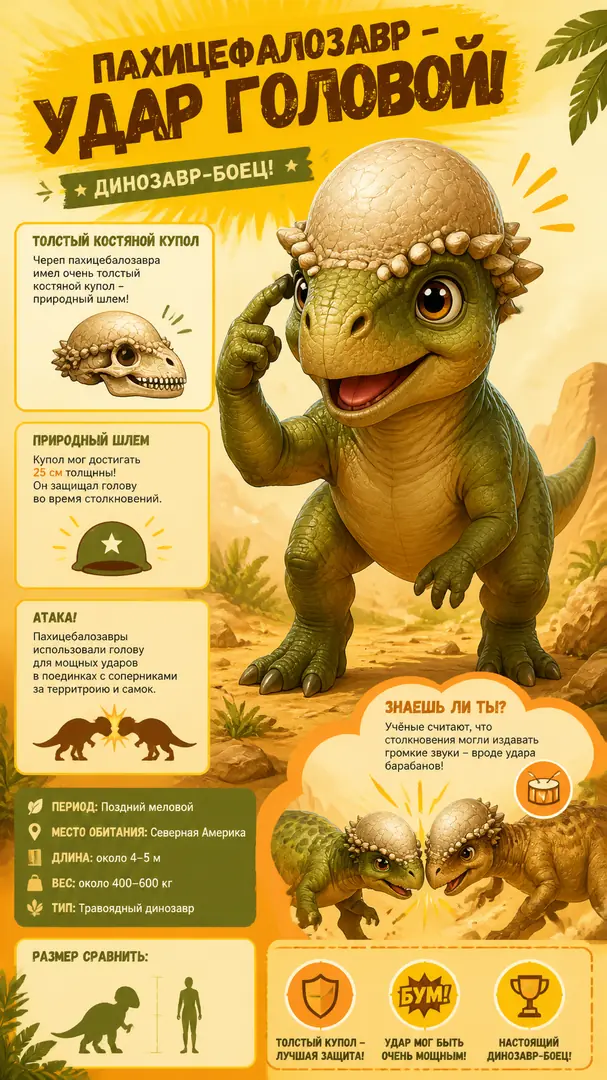 ПАХИЦЕФАЛОЗАВР –
УДАР ГОЛОВОЙ!
ДИНОЗАВР-БОЕЦ!
ТОЛСТЫЙ КОСТЯНОЙ КУПОЛ
Череп пахицебалозавра
имел очень толстый
костяной купол –
природный шлем!
ПРИРОДНЫЙ ШЛЕМ
Купол мог достигать
25 см толщны!
Он защищал голову
во время столкновений.
АТАКА!
Пахицебалозавры
использовали голову
для мощных ударов
в поединках с соперниками
за территроию и самок.
ЗНАЕШЬ ЛИ ТЫ!?
Учёные считают, что
столкновения могли издавать
громкие звуки – вроде удара
барабанов!
ПЕРИОД: Поздний меловой
МЕСТО ОБИТАНИЯ: Северная Америка
ДЛИНА: около 4–5 м
ВЕС: около 400–600 кг
ТИП: Травоядный динозавр
РАЗМЕР СРАВНИТЬ:
БУМ!
ТОЛСТЫЙ КУПОЛ –
ЛУЧШАЯ ЗАЩИТА!
УДАР МОГ БЫТЬ
ОЧЕНЬ МОЩНЫМ!
НАСТОЯЩИЙ
ДИНОЗАВР-БОЕЦ!